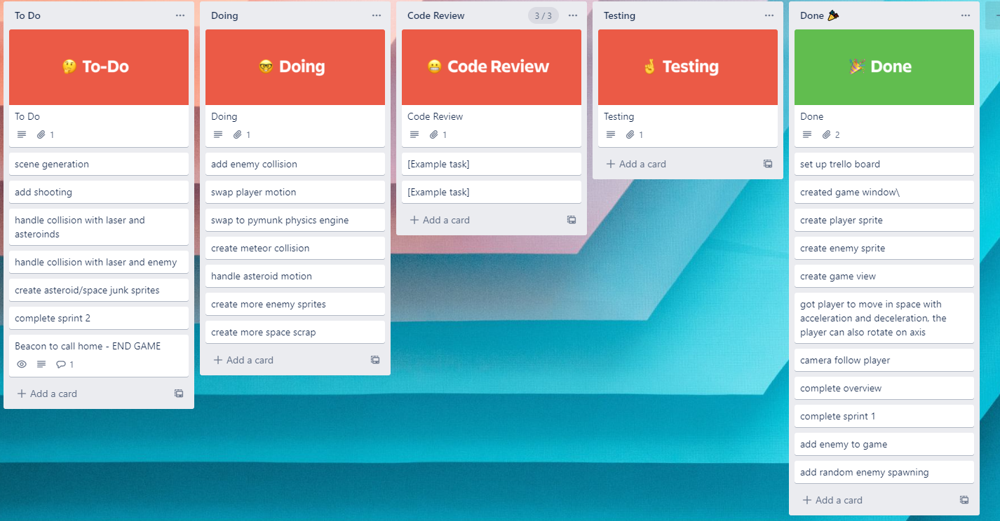 To Do
🤔 To-Do
To Do
1
scene generation
add shooting
handle collision with laser and
asteroinds
handle collision with laser and enemy
create asteroid/space junk sprites
complete sprint 2
Beacon to call home - END GAME
1
+ Add a card
Doing
🤓 Doing
Doing
1
add enemy collision
swap player motion
swap to pymunk physics engine
create meteor collision
handle asteroid motion
create more enemy sprites
create more space scrap
+ Add a card
Code Review 3 / 3
😬 Code Review
Code Review
1
[Example task]
[Example task]
+ Add a card
Testing
🤞 Testing
Testing
1
+ Add a card
Done 🎉
🎉 Done
Done
2
set up trello board
created game window\
create player sprite
create enemy sprite
create game view
got player to move in space with
acceleration and deceleration, the
player can also rotate on axis
camera follow player
complete overview
complete sprint 1
add enemy to game
add random enemy spawning
+ Add a card